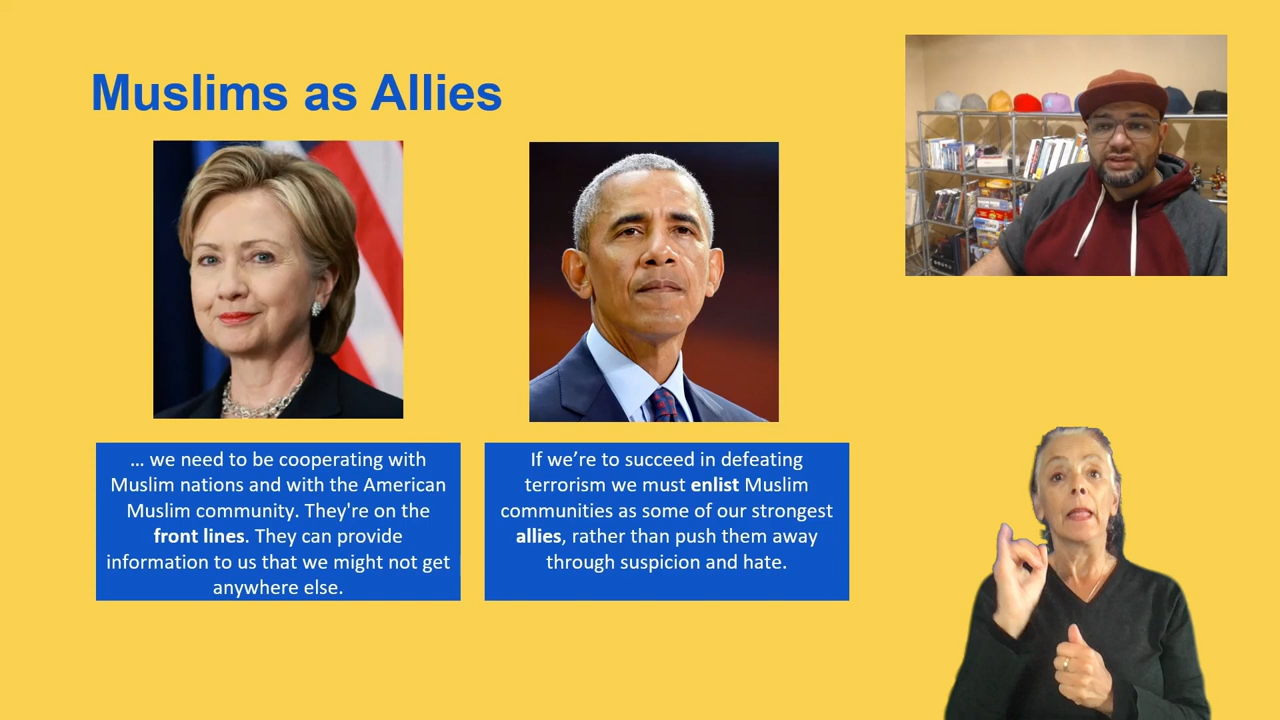 Muslims as Allies
… we need to be cooperating with
Muslim nations and with the American
Muslim community. They're on the
front lines. They can provide
information to us that we might not get
anywhere else.
If we’re to succeed in defeating
terrorism we must enlist Muslim
communities as some of our strongest
allies, rather than push them away
through suspicion and hate.